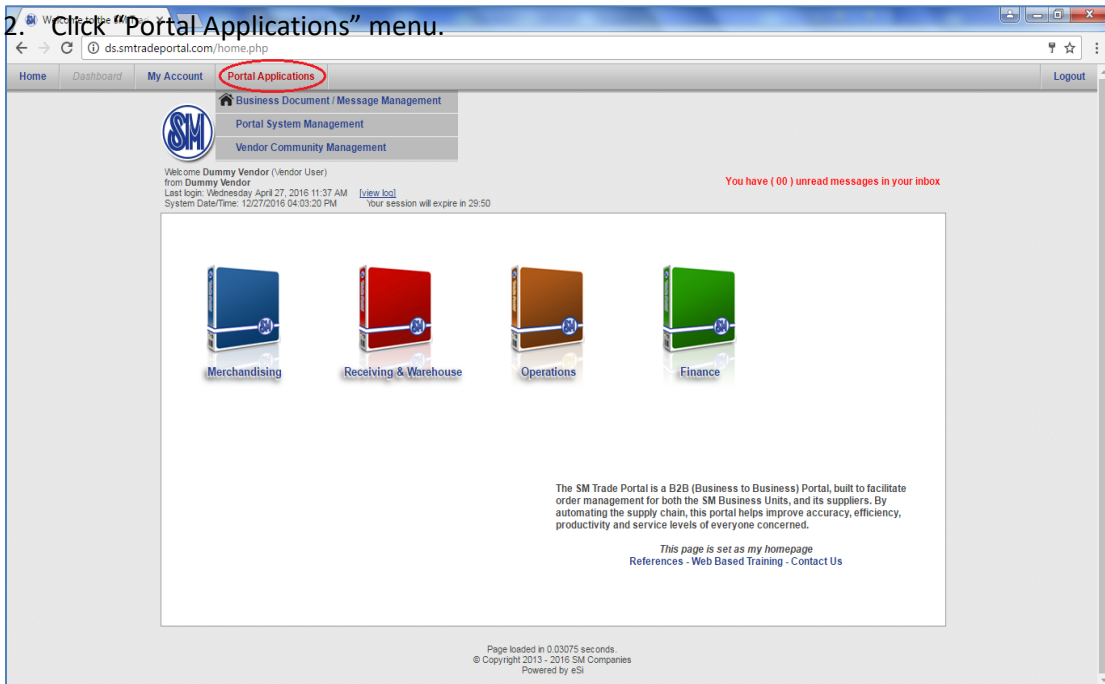 2. Click “Portal Applications” menu.
ds.smtradeportal.com/home.php
Home Dashboard My Account Portal Applications Logout
Business Document / Message Management
Portal System Management
Vendor Community Management
SM
Welcome Dummy Vendor (Vendor User)
from Dummy Vendor
Last login: Wednesday April 27, 2016 11:37 AM [view log]
System Date/Time: 12/27/2016 04:03:20 PM Your session will expire in 29:50
You have ( 00 ) unread messages in your inbox
Merchandising Receiving & Warehouse Operations Finance
The SM Trade Portal is a B2B (Business to Business) Portal, built to facilitate
order management for both the SM Business Units, and its suppliers. By
automating the supply chain, this portal helps improve accuracy, efficiency,
productivity and service levels of everyone concerned.
This page is set as my homepage
References - Web Based Training - Contact Us
Page loaded in 0.03075 seconds.
© Copyright 2013 - 2016 SM Companies
Powered by eSi